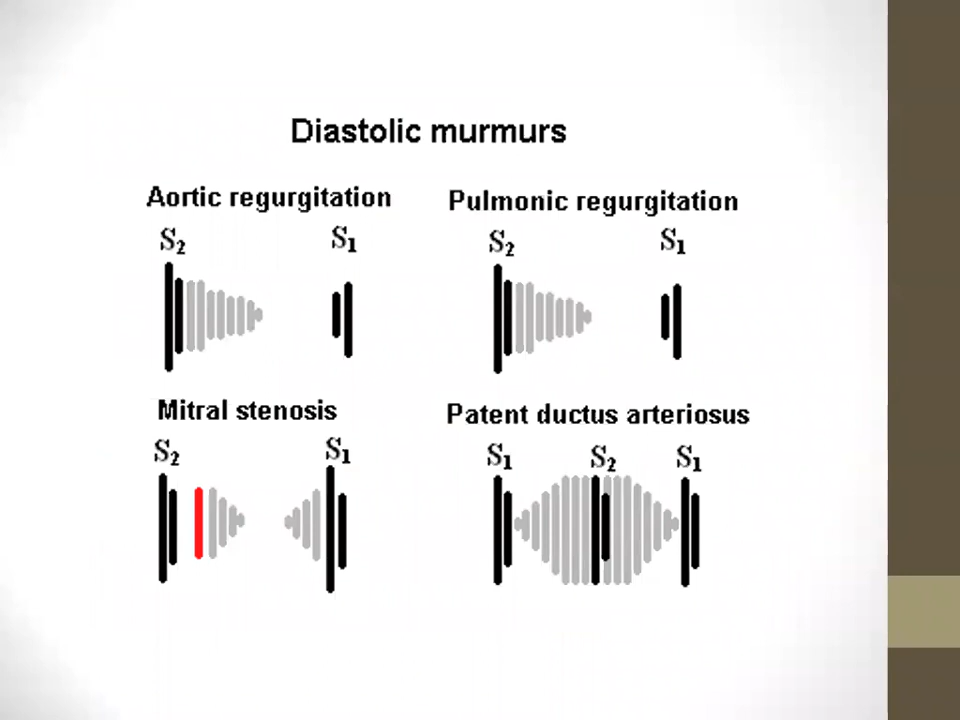 Diastolic murmurs
Aortic regurgitation
S₂ S₁
Pulmonic regurgitation
S₂ S₁
Mitral stenosis
S₂ S₁
Patent ductus arteriosus
S₁ S₂ S₁